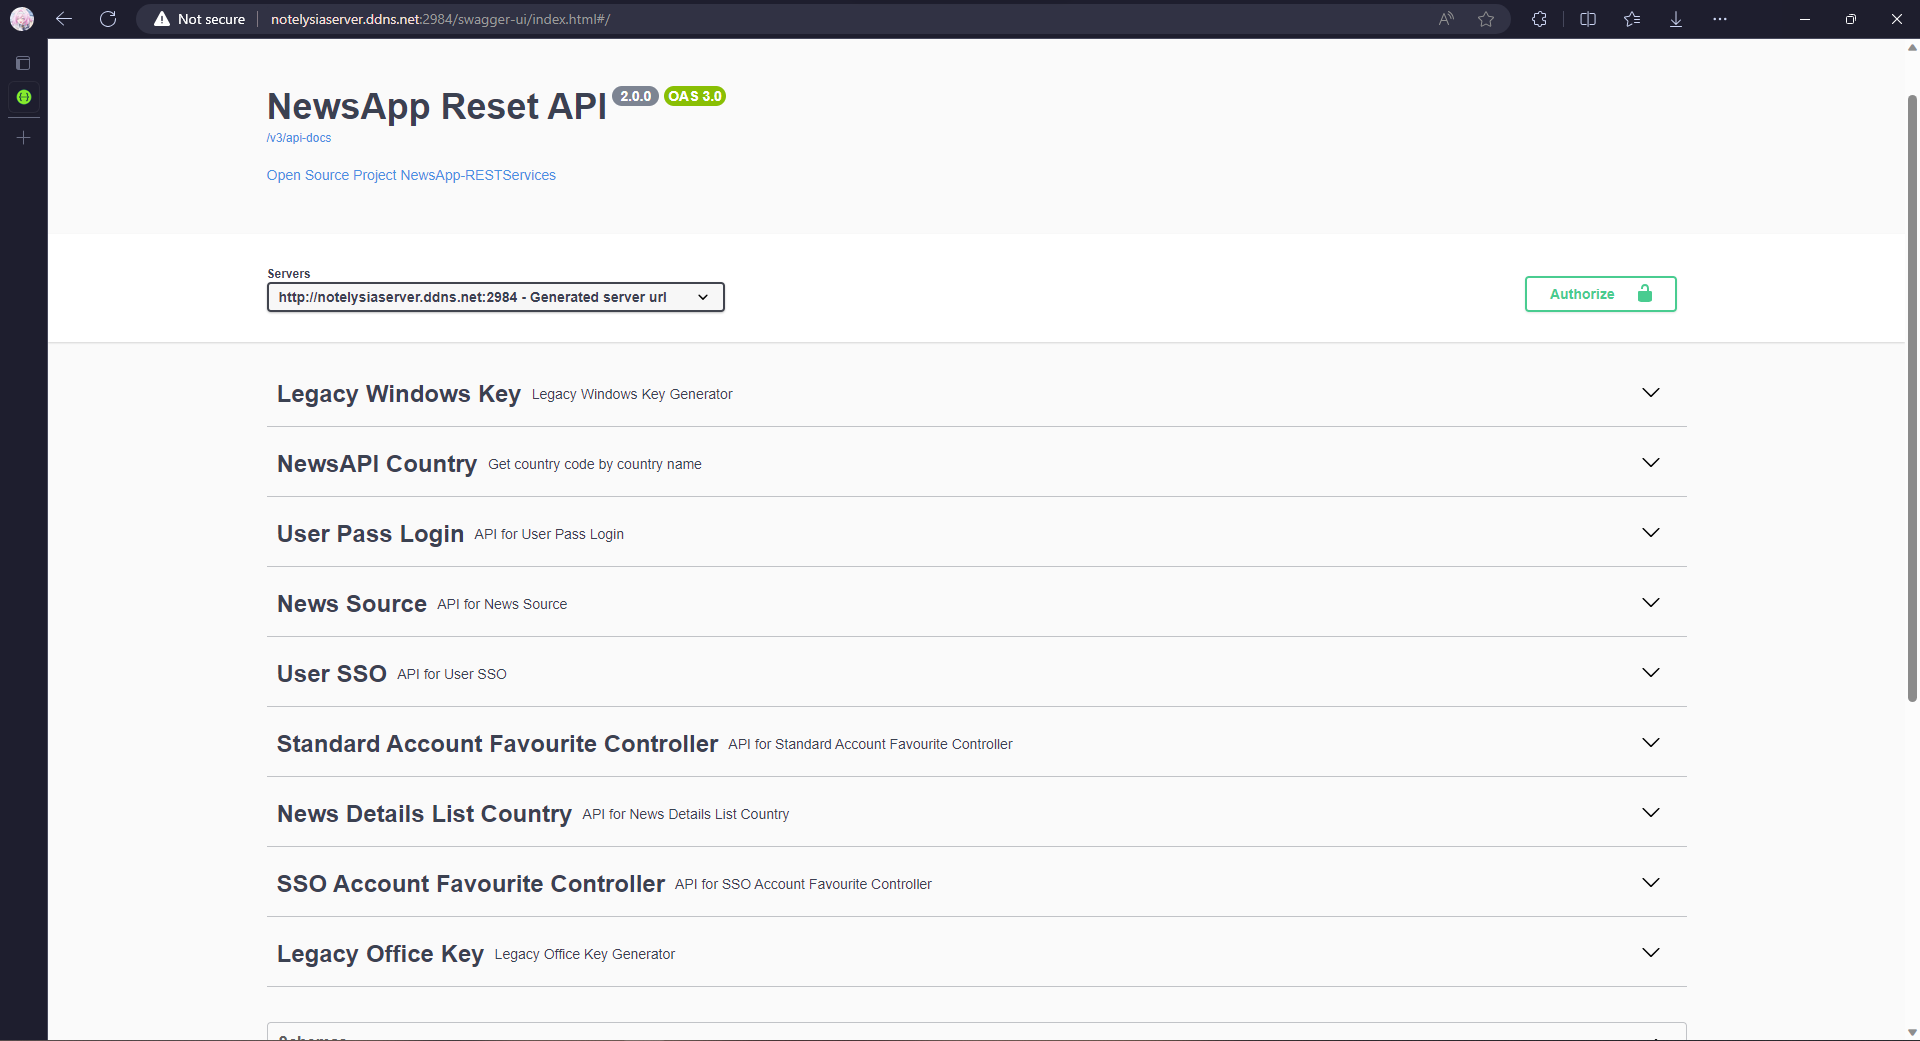 Not secure notelysiaserver.ddns.net:2984/swagger-ui/index.html#/
NewsApp Reset API 2.0.0 OAS 3.0
/v3/api-docs
Open Source Project NewsApp-RESTServices
Servers
http://notelysiaserver.ddns.net:2984 - Generated server url
Authorize
Legacy Windows Key Legacy Windows Key Generator
NewsAPI Country Get country code by country name
User Pass Login API for User Pass Login
News Source API for News Source
User SSO API for User SSO
Standard Account Favourite Controller API for Standard Account Favourite Controller
News Details List Country API for News Details List Country
SSO Account Favourite Controller API for SSO Account Favourite Controller
Legacy Office Key Legacy Office Key Generator
Schemas